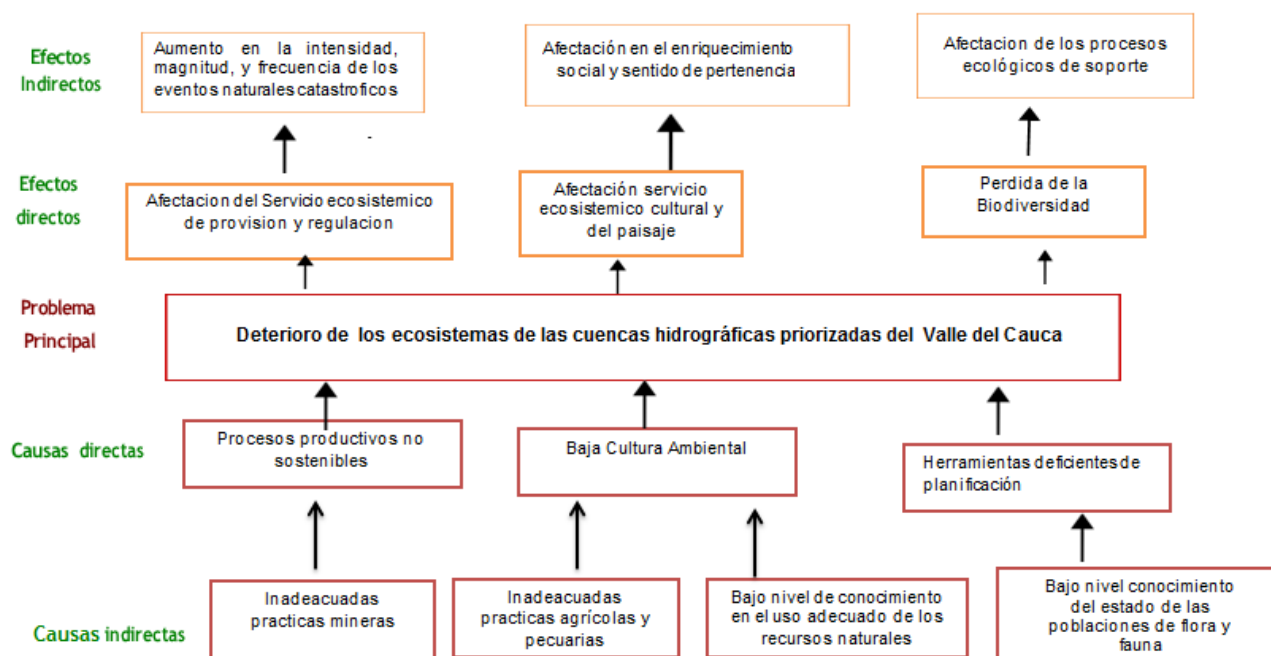 Efectos
Indirectos
Aumento en la intensidad,
magnitud, y frecuencia de los
eventos naturales catastroficos
Afectación en el enriquecimiento
social y sentido de pertenencia
Afectacion de los procesos
ecológicos de soporte
-
Efectos
directos
Afectacion del Servicio ecosistemico
de provision y regulacion
Afectación servicio
ecosistemico cultural y
del paisaje
Perdida de la
Biodiversidad
Problema
Principal
Deterioro de los ecosistemas de las cuencas hidrográficas priorizadas del Valle del Cauca
Causas directas
Procesos productivos no
sostenibles
Baja Cultura Ambiental
Herramientas deficientes de
planificación
Causas indirectas
Inadeacuadas
practicas mineras
Inadeacuadas
practicas agrícolas y
pecuarias
Bajo nivel de conocimiento
en el uso adecuado de los
recursos naturales
Bajo nivel conocimiento
del estado de las
poblaciones de flora y
fauna